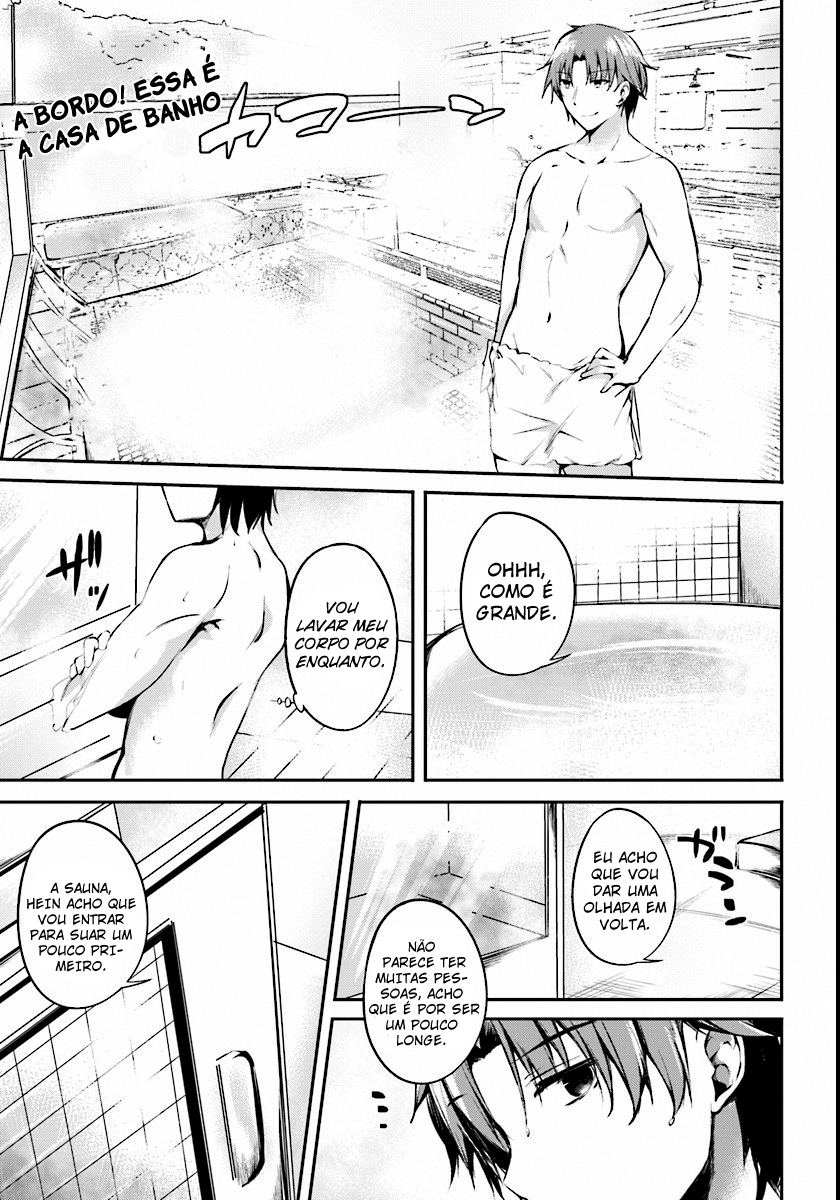 A BORDO! ESSA É
A CASA DE BANHO
カコーン
OHHH,
COMO É
GRANDE.
VOU
LAVAR MEU
CORPO POR
ENQUANTO.
EU ACHO
QUE VOU
DAR UMA
OLHADA EM
VOLTA.
NÃO
PARECE TER
MUITAS PES-
SOAS, ACHO
QUE É POR SER
UM POUCO
LONGE.
A SAUNA,
HEIN ACHO QUE
VOU ENTRAR
PARA SUAR UM
POUCO PRI-
MEIRO.